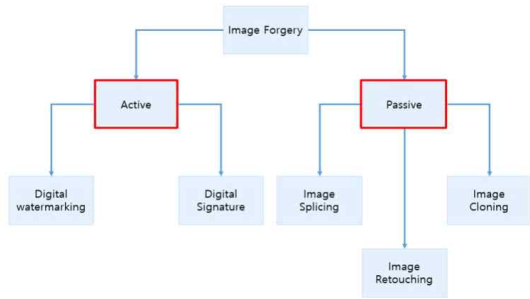 Image Forgery
Active
Passive
Digital
watermarking
Digital
Signature
Image
Splicing
Image
Cloning
Image
Retouching